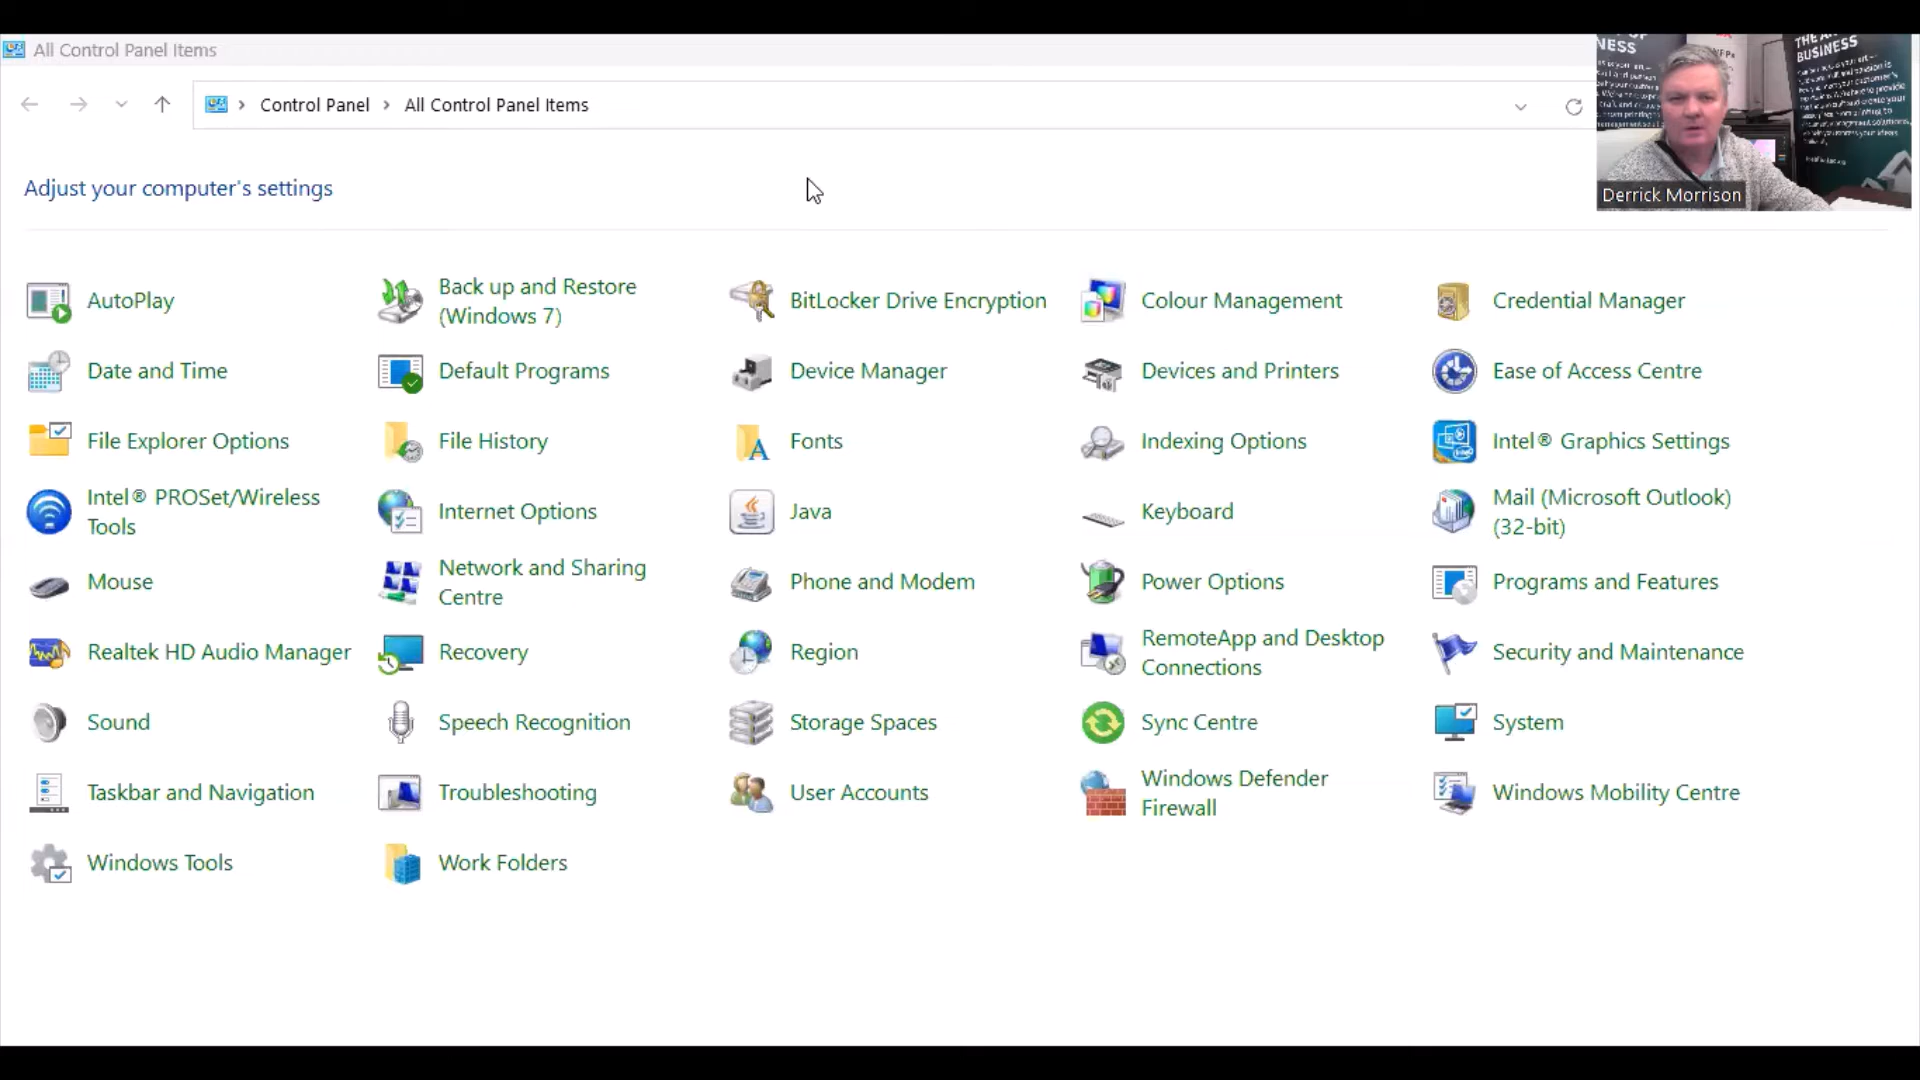 All Control Panel Items
Control Panel
All Control Panel Items
NESS
THE AR
BUSINESS
Derrick Morrison
Adjust your computer's settings
AutoPlay
Back up and Restore
(Windows 7)
BitLocker Drive Encryption
Colour Management
Credential Manager
Date and Time
Default Programs
Device Manager
Devices and Printers
Ease of Access Centre
File Explorer Options
File History
Fonts
Indexing Options
Intel® Graphics Settings
Intel® PROSet/Wireless
Tools
Internet Options
Java
Keyboard
Mail (Microsoft Outlook)
(32-bit)
Mouse
Network and Sharing
Centre
Phone and Modem
Power Options
Programs and Features
Realtek HD Audio Manager
Recovery
Region
RemoteApp and Desktop
Connections
Security and Maintenance
Sound
Speech Recognition
Storage Spaces
Sync Centre
System
Taskbar and Navigation
Troubleshooting
User Accounts
Windows Defender
Firewall
Windows Mobility Centre
Windows Tools
Work Folders